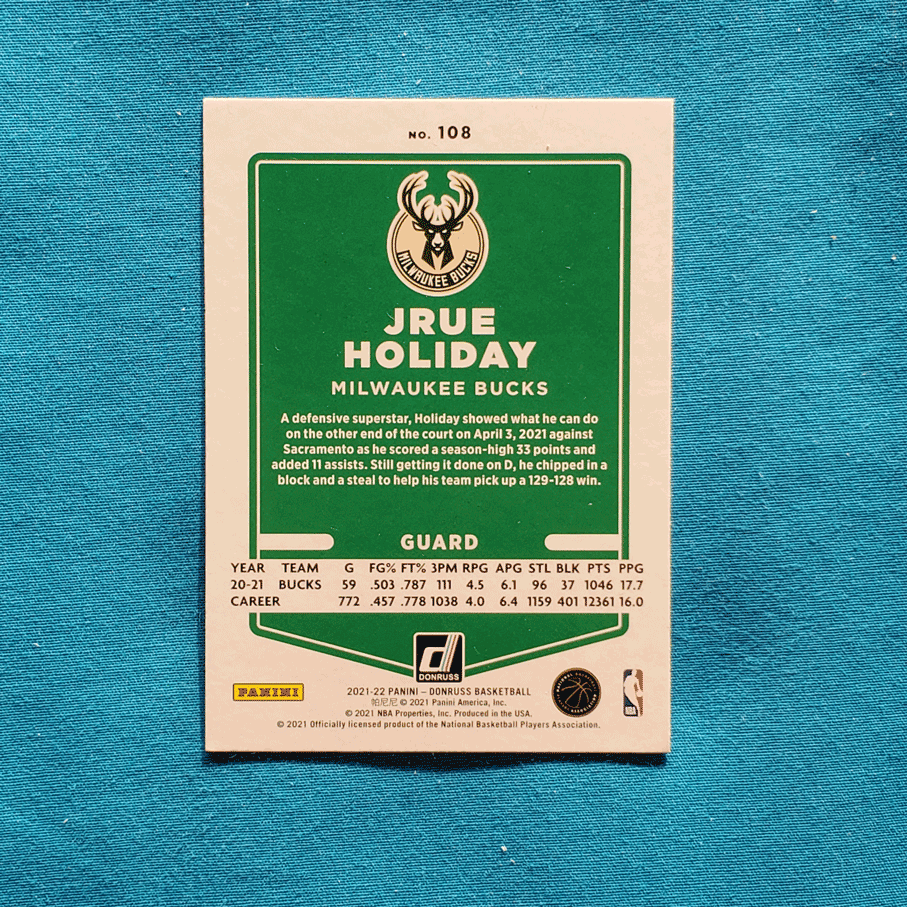 NO. 108
MILWAUKEE BUCKS
JRUE
HOLIDAY
MILWAUKEE BUCKS
A defensive superstar, Holiday showed what he can do
on the other end of the court on April 3, 2021 against
Sacramento as he scored a season-high 33 points and
added 11 assists. Still getting it done on D, he chipped in a
block and a steal to help his team pick up a 129-128 win.
GUARD
YEAR TEAM G FG% FT% 3PM RPG APG STL BLK PTS PPG
20-21 BUCKS 59 .503 .787 111 4.5 6.1 96 37 1046 17.7
CAREER 772 .457 .778 1038 4.0 6.4 1159 401 12361 16.0
d
DONRUSS
PANINI
2021-22 PANINI – DONRUSS BASKETBALL
帕尼尼 © 2021 Panini America, Inc.
© 2021 NBA Properties, Inc. Produced in the USA.
© 2021 Officially licensed product of the National Basketball Players Association.
NATIONAL BASKETBALL
ASSOCIATION
NBA